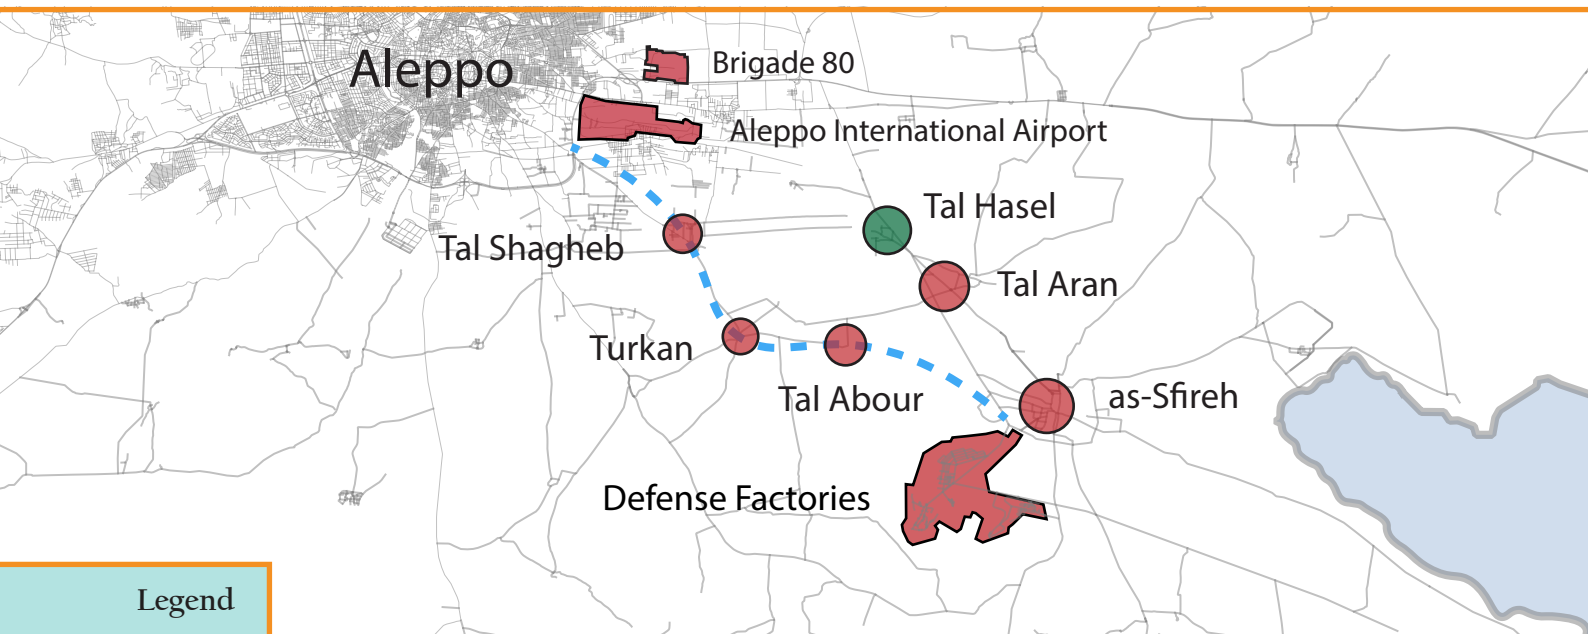 Aleppo
Brigade 80
Aleppo International Airport
Tal Hasel
Tal Shagheb
Tal Aran
Turkan
Tal Abour
as-Sfireh
Defense Factories
Legend